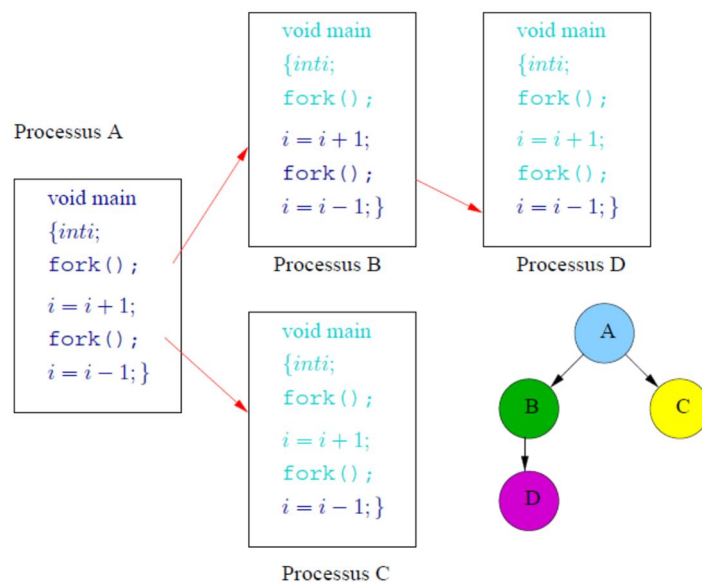 Processus A
void main
{inti;
fork();
i = i + 1;
fork();
i = i − 1; }
void main
{inti;
fork();
i = i + 1;
fork();
i = i − 1; }
Processus B
void main
{inti;
fork();
i = i + 1;
fork();
i = i − 1; }
Processus D
void main
{inti;
fork();
i = i + 1;
fork();
i = i − 1; }
Processus C
A
B
C
D